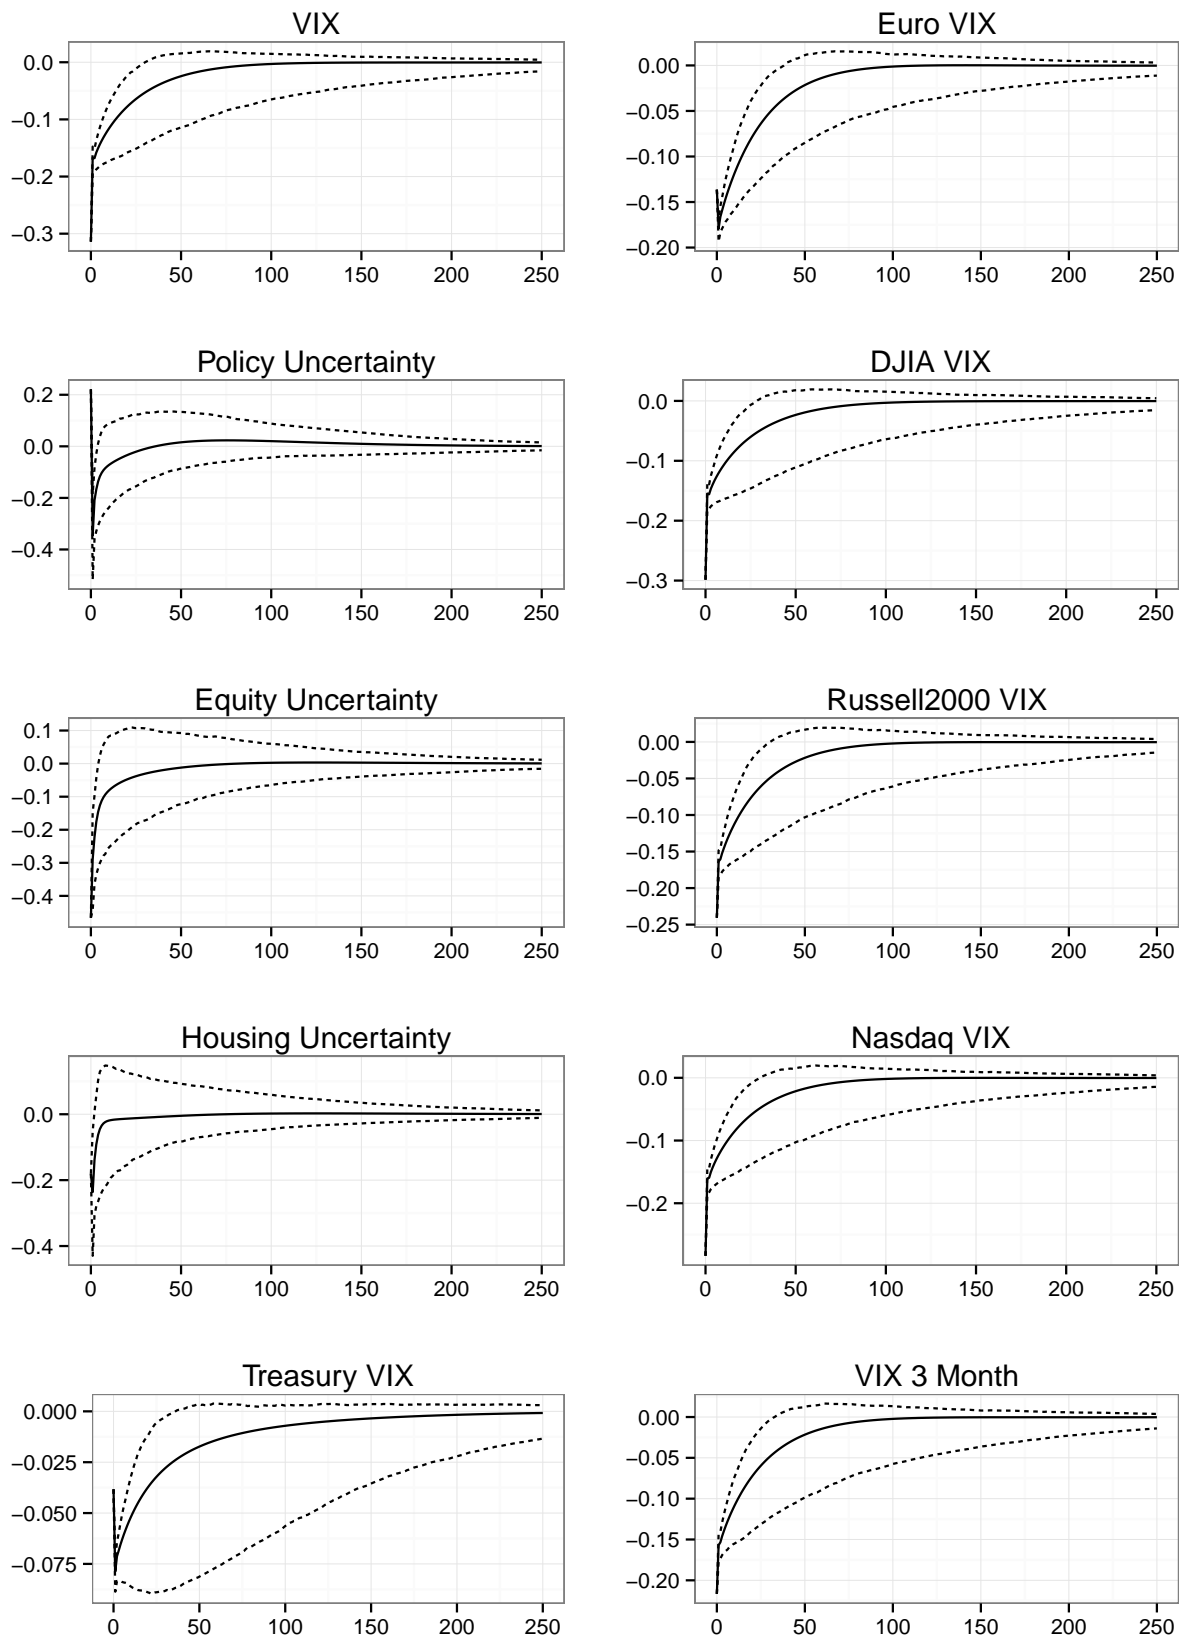 VIX
0.0
−0.1
−0.2
−0.3
0 50 100 150 200 250
Euro VIX
0.00
−0.05
−0.10
−0.15
−0.20
0 50 100 150 200 250
Policy Uncertainty
0.2
0.0
−0.2
−0.4
0 50 100 150 200 250
DJIA VIX
0.0
−0.1
−0.2
−0.3
0 50 100 150 200 250
Equity Uncertainty
0.1
0.0
−0.1
−0.2
−0.3
−0.4
0 50 100 150 200 250
Russell2000 VIX
0.00
−0.05
−0.10
−0.15
−0.20
−0.25
0 50 100 150 200 250
Housing Uncertainty
0.0
−0.2
−0.4
0 50 100 150 200 250
Nasdaq VIX
0.0
−0.1
−0.2
0 50 100 150 200 250
Treasury VIX
0.000
−0.025
−0.050
−0.075
0 50 100 150 200 250
VIX 3 Month
0.00
−0.05
−0.10
−0.15
−0.20
0 50 100 150 200 250